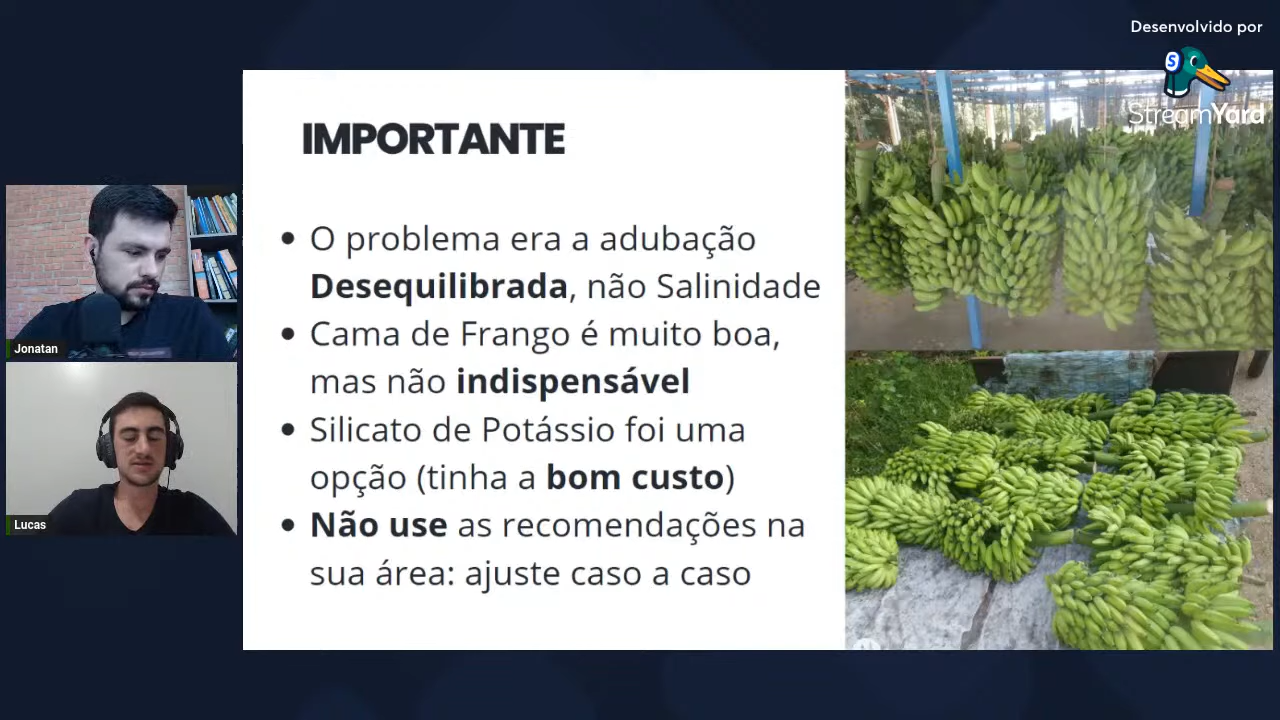 Desenvolvido por
StreamYard
IMPORTANTE
• O problema era a adubação
Desequilibrada, não Salinidade
• Cama de Frango é muito boa,
mas não indispensável
• Silicato de Potássio foi uma
opção (tinha a bom custo)
• Não use as recomendações na
sua área: ajuste caso a caso
Jonatan
Lucas